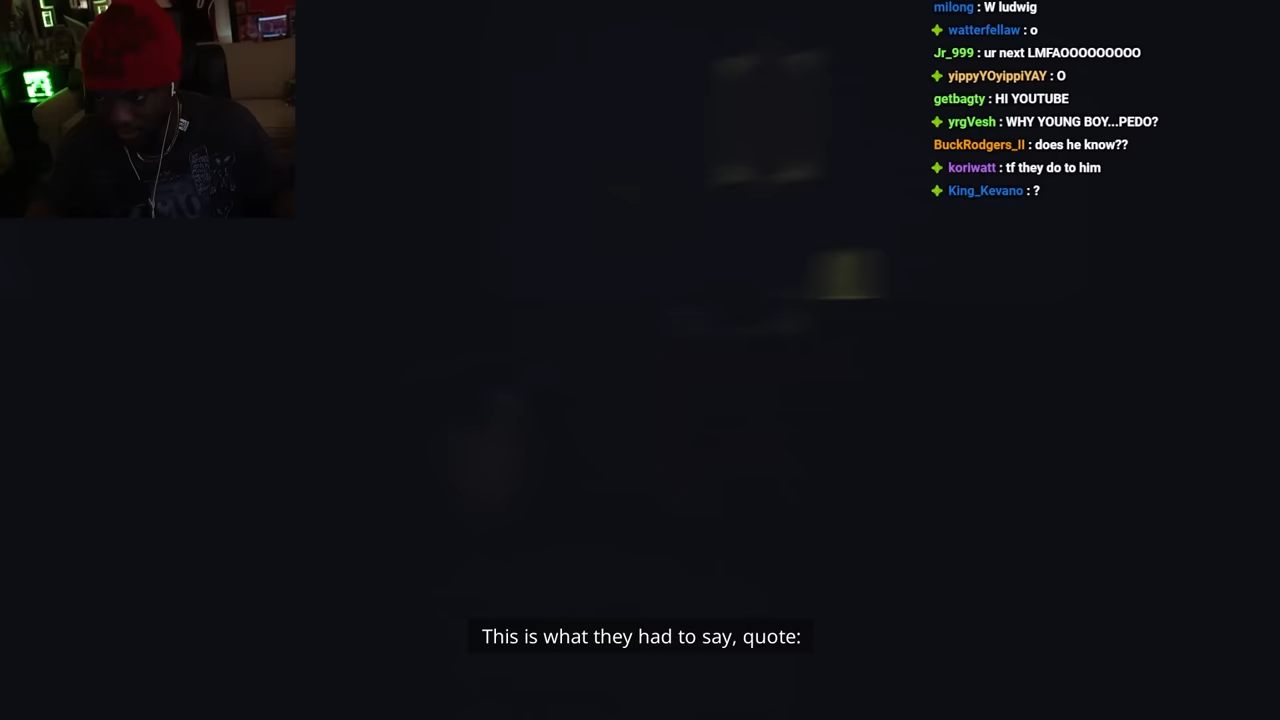 milong : W ludwig
watterfellaw : o
Jr_999 : ur next LMFAOOOOOOOOO
yippyYOyippiYAY : O
getbagty : HI YOUTUBE
yrgVesh : WHY YOUNG BOY...PEDO?
BuckRodgers_II : does he know??
koriwatt : tf they do to him
King_Kevano : ?
This is what they had to say, quote: